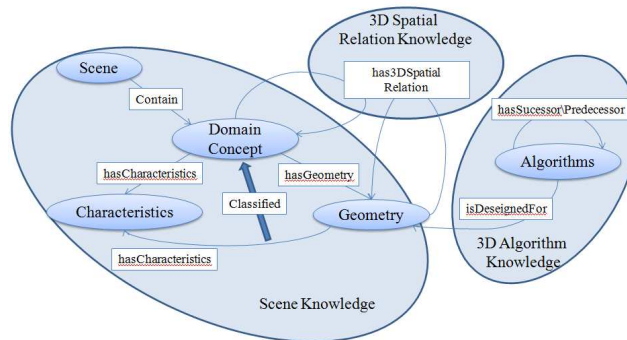 3D Spatial
Relation Knowledge
Scene
has3DSpatial
Relation
Contain
hasSucessor\Predecessor
Domain
Concept
Algorithms
hasCharacteristics
hasGeometry
Classified
Characteristics
Geometry
isDeseignedFor
hasCharacteristics
3D Algorithm
Knowledge
Scene Knowledge